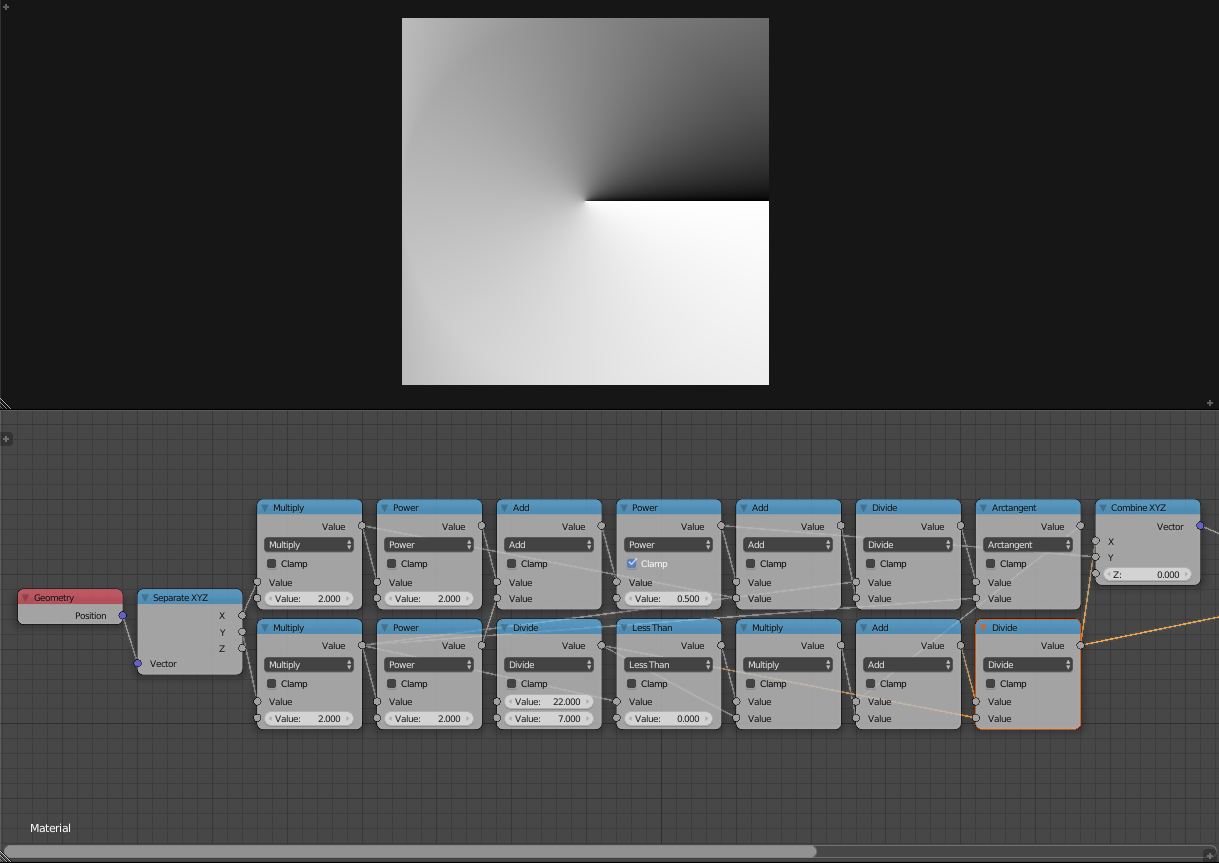 Multiply
Value
Multiply
Clamp
Value
Value: 2.000
Power
Value
Power
Clamp
Value
Value: 2.000
Add
Value
Add
Clamp
Value
Value
Power
Value
Power
Clamp
Value
Value: 0.500
Add
Value
Add
Clamp
Value
Value
Divide
Value
Divide
Clamp
Value
Value
Arctangent
Value
Arctangent
Clamp
Value
Value
Combine XYZ
Vector
X
Y
Z: 0.000
Geometry
Position
Separate XYZ
X
Y
Z
Vector
Multiply
Value
Multiply
Clamp
Value
Value: 2.000
Power
Value
Power
Clamp
Value
Value: 2.000
Divide
Value
Divide
Clamp
Value: 22.000
Value: 7.000
Less Than
Value
Less Than
Clamp
Value
Value: 0.000
Multiply
Value
Multiply
Clamp
Value
Value
Add
Value
Add
Clamp
Value
Value
Divide
Value
Divide
Clamp
Value
Value
Material